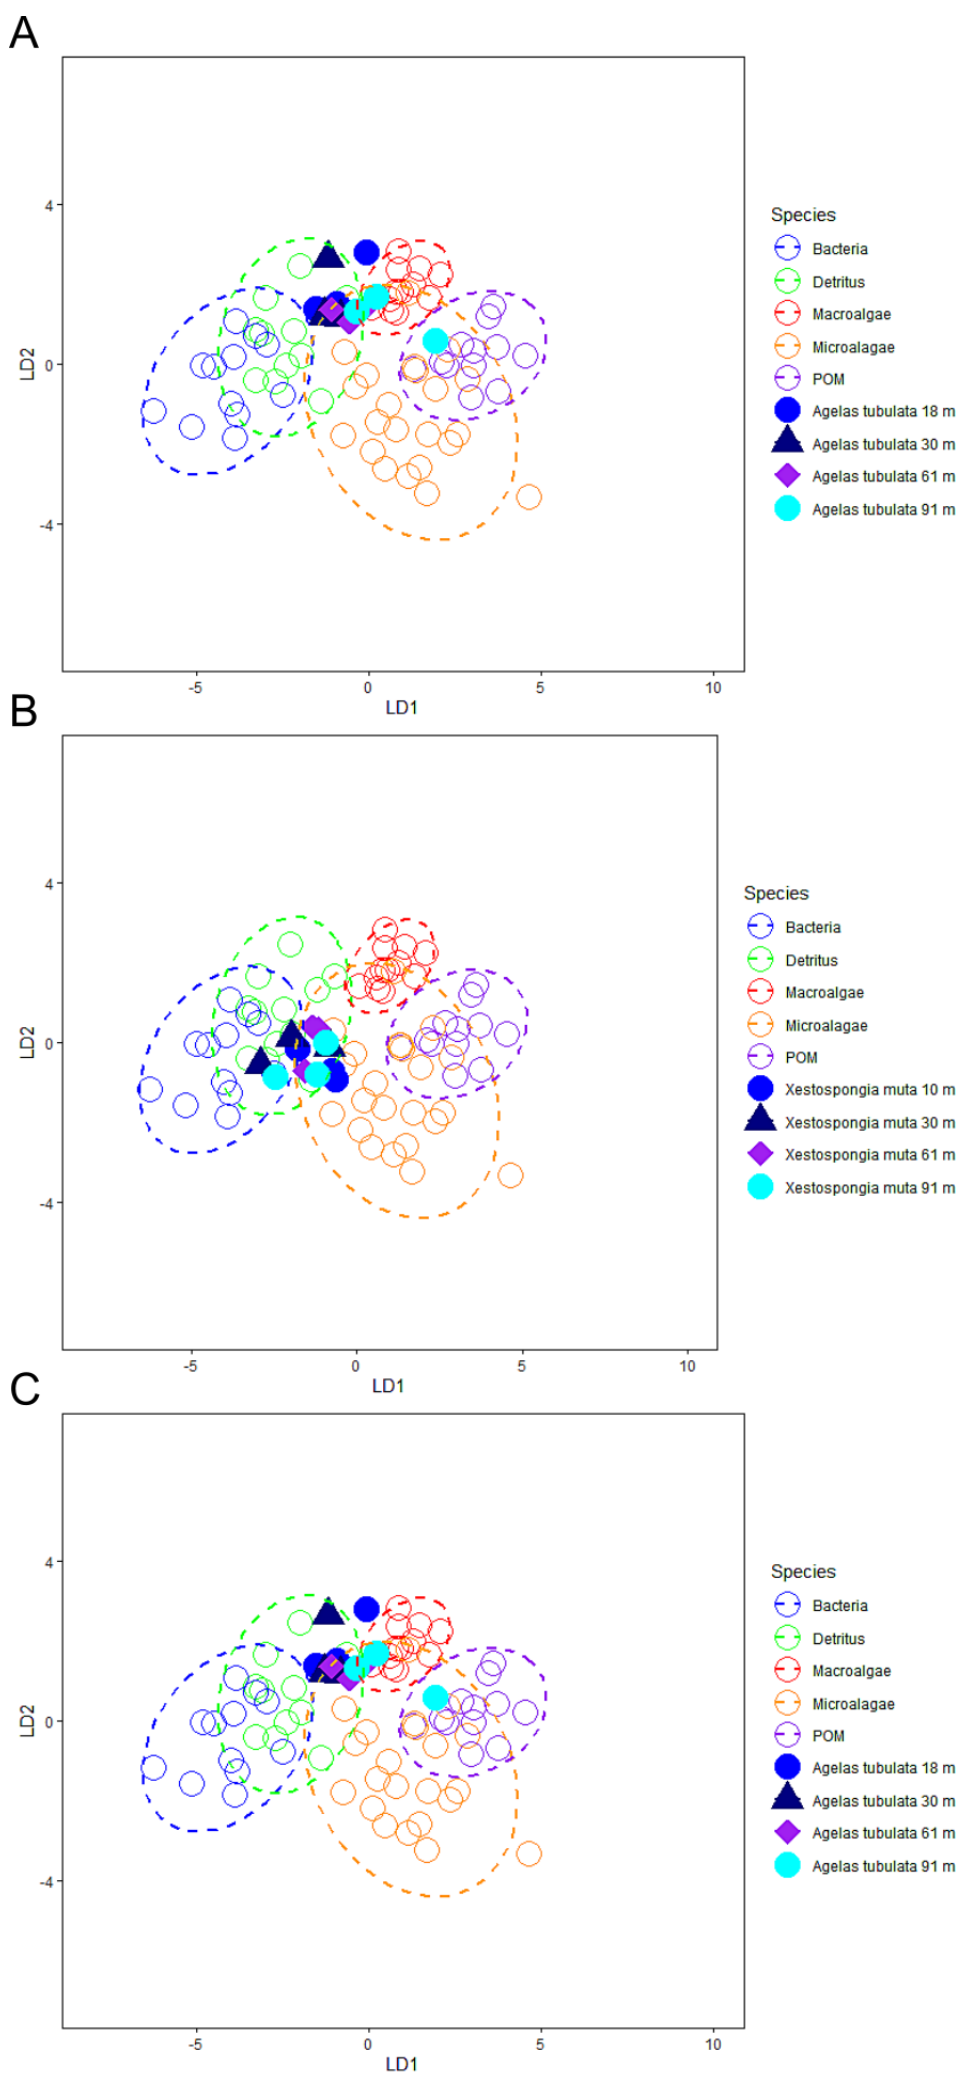 A
4
0
-4
LD2
-5
0
5
10
LD1
Species
Bacteria
Detritus
Macroalgae
Microalagae
POM
Agelas tubulata 18 m
Agelas tubulata 30 m
Agelas tubulata 61 m
Agelas tubulata 91 m
B
4
0
-4
LD2
-5
0
5
10
LD1
Species
Bacteria
Detritus
Macroalgae
Microalagae
POM
Xestospongia muta 10 m
Xestospongia muta 30 m
Xestospongia muta 61 m
Xestospongia muta 91 m
C
4
0
-4
LD2
-5
0
5
10
LD1
Species
Bacteria
Detritus
Macroalgae
Microalagae
POM
Agelas tubulata 18 m
Agelas tubulata 30 m
Agelas tubulata 61 m
Agelas tubulata 91 m